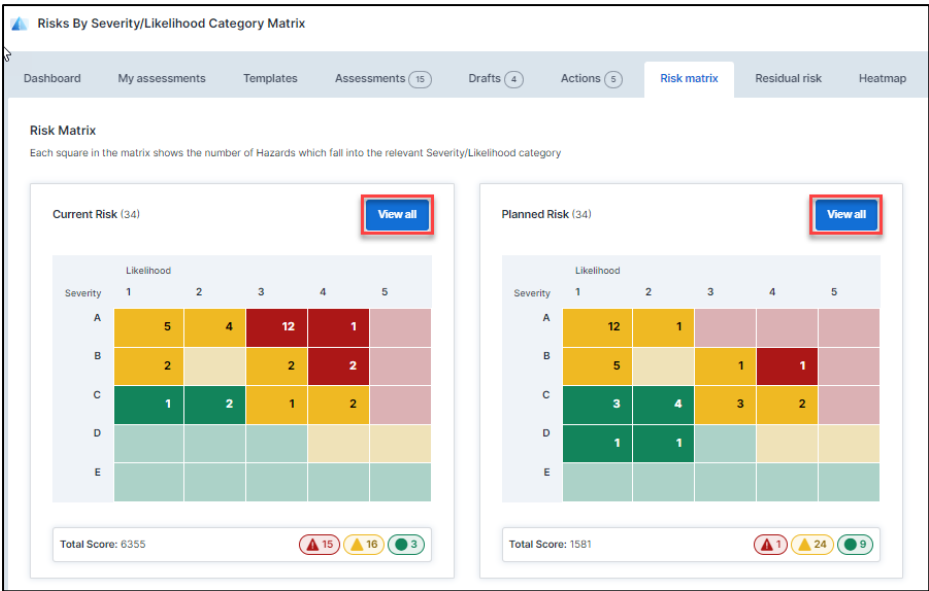 Risks By Severity/Likelihood Category Matrix
Dashboard My assessments Templates Assessments 15 Drafts 4 Actions 5 Risk matrix Residual risk Heatmap
Risk Matrix
Each square in the matrix shows the number of Hazards which fall into the relevant Severity/Likelihood category
Current Risk (34) View all
Likelihood
Severity 1 2 3 4 5
A 5 4 12 1
B 2 2 2
C 1 2 1 2
D
E
Total Score: 6355 15 16 3
Planned Risk (34) View all
Likelihood
Severity 1 2 3 4 5
A 12 1
B 5 1 1
C 3 4 3 2
D 1 1
E
Total Score: 1581 1 24 9